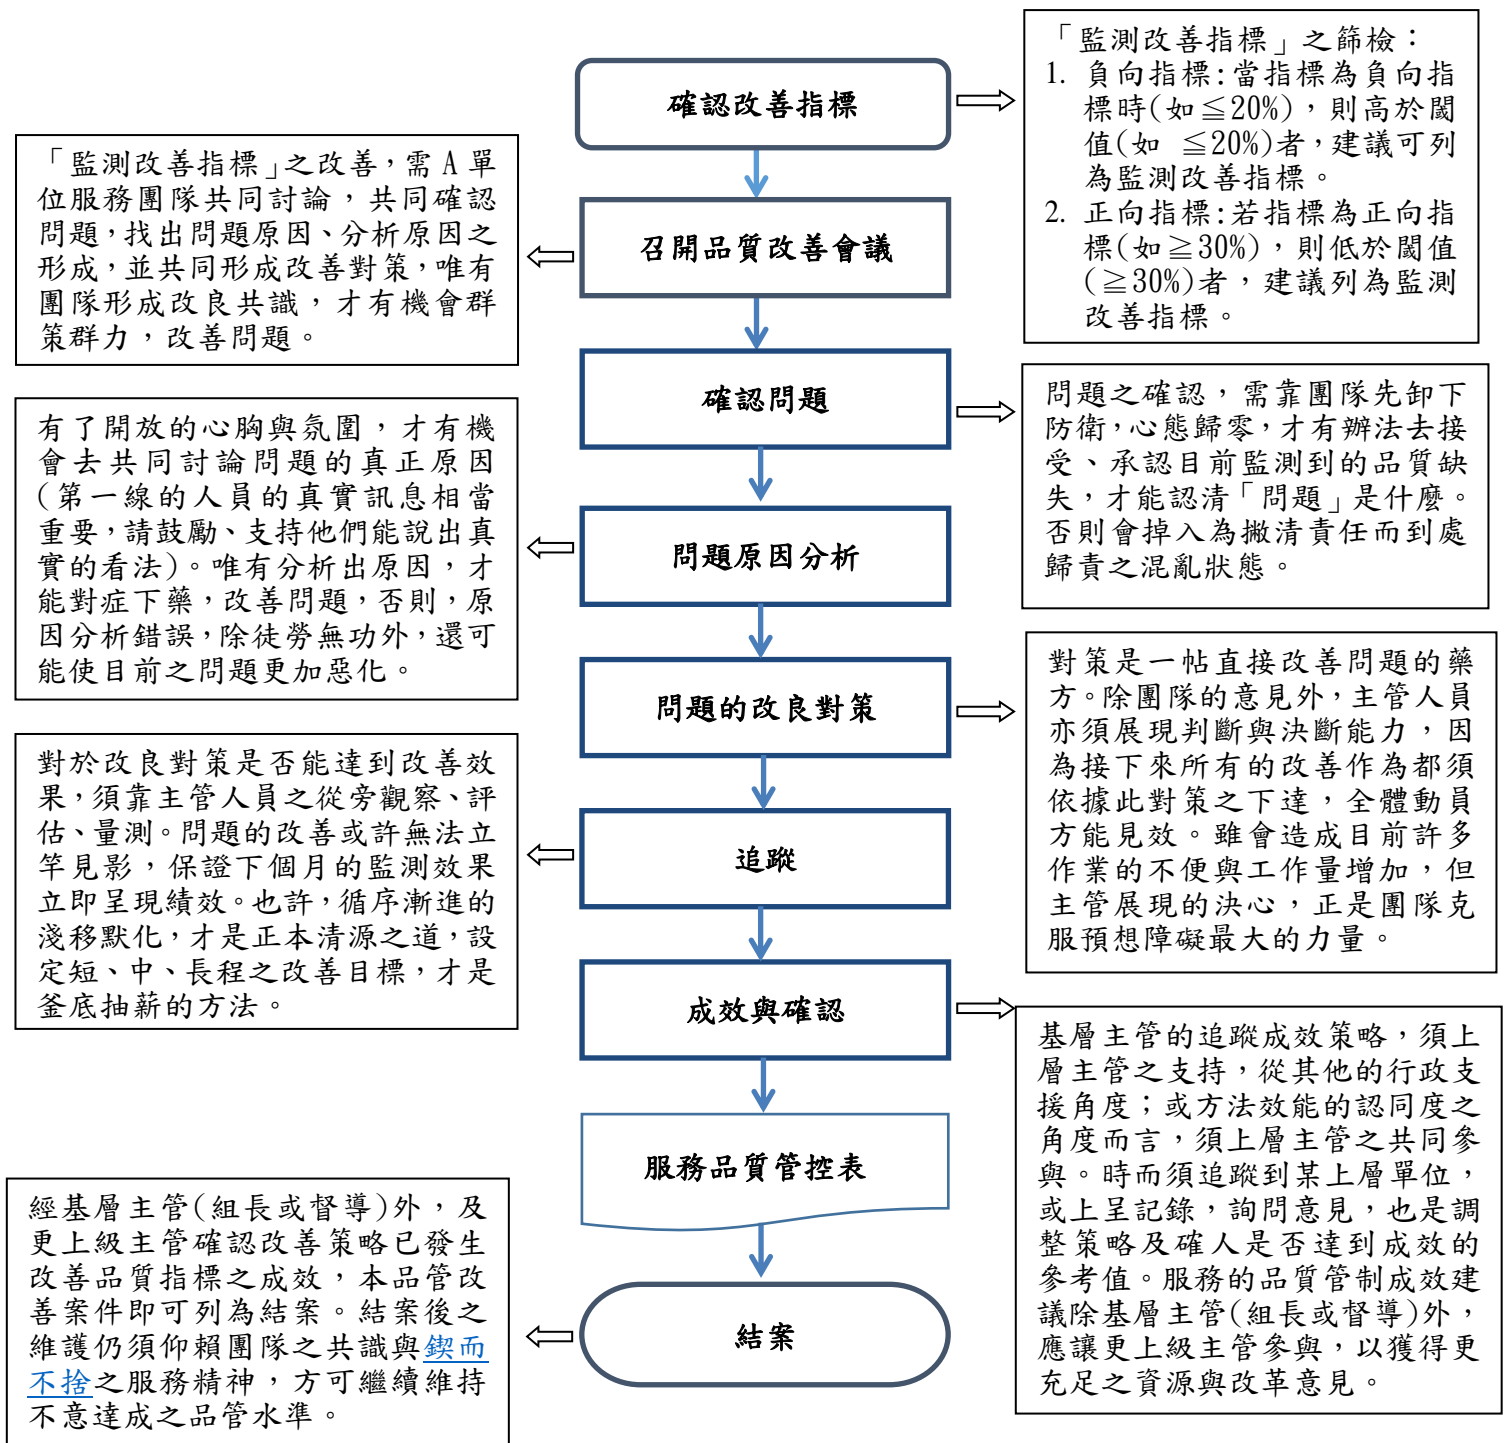 確認改善指標
「監測改善指標」之篩檢：
1. 負向指標:當指標為負向指
標時(如≦20%)，則高於閾
值(如 ≦20%)者，建議可列
為監測改善指標。
2. 正向指標:若指標為正向指
標(如≧30%)，則低於閾值
(≧30%)者，建議列為監測
改善指標。
召開品質改善會議
「監測改善指標」之改善，需 A 單
位服務團隊共同討論，共同確認
問題，找出問題原因、分析原因之
形成，並共同形成改善對策，唯有
團隊形成改良共識，才有機會群
策群力，改善問題。
確認問題
問題之確認，需靠團隊先卸下
防衛，心態歸零，才有辦法去接
受、承認目前監測到的品質缺
失，才能認清「問題」是什麼。
否則會掉入為撇清責任而到處
歸責之混亂狀態。
問題原因分析
有了開放的心胸與氛圍，才有機
會去共同討論問題的真正原因
(第一線的人員的真實訊息相當
重要，請鼓勵、支持他們能說出真
實的看法)。唯有分析出原因，才
能對症下藥，改善問題，否則，原
因分析錯誤，除徒勞無功外，還可
能使目前之問題更加惡化。
問題的改良對策
對策是一帖直接改善問題的藥
方。除團隊的意見外，主管人員
亦須展現判斷與決斷能力，因
為接下來所有的改善作為都須
依據此對策之下達，全體動員
方能見效。雖會造成目前許多
作業的不便與工作量增加，但
主管展現的決心，正是團隊克
服預想障礙最大的力量。
追蹤
對於改良對策是否能達到改善效
果，須靠主管人員之從旁觀察、評
估、量測。問題的改善或許無法立
竿見影，保證下個月的監測效果
立即呈現績效。也許，循序漸進的
淺移默化，才是正本清源之道，設
定短、中、長程之改善目標，才是
釜底抽薪的方法。
成效與確認
基層主管的追蹤成效策略，須上
層主管之支持，從其他的行政支
援角度；或方法效能的認同度之
角度而言，須上層主管之共同參
與。時而須追蹤到某上層單位，
或上呈記錄，詢問意見，也是調
整策略及確人是否達到成效的
參考值。服務的品質管制成效建
議除基層主管(組長或督導)外，
應讓更上級主管參與，以獲得更
充足之資源與改革意見。
服務品質管控表
結案
經基層主管(組長或督導)外，及
更上級主管確認改善策略已發生
改善品質指標之成效，本品管改
善案件即可列為結案。結案後之
維護仍須仰賴團隊之共識與鍥而
不捨之服務精神，方可繼續維持
不意達成之品管水準。